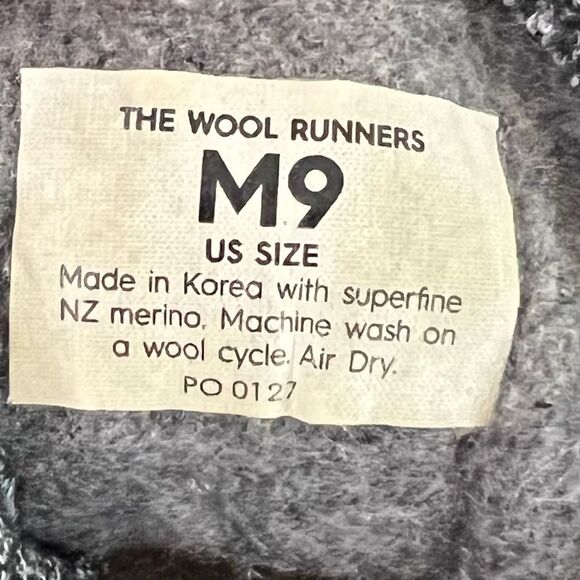 THE WOOL RUNNERS
M9
US SIZE
Made in Korea with superfine
NZ merino. Machine wash on
a wool cycle. Air Dry.
PO 0127